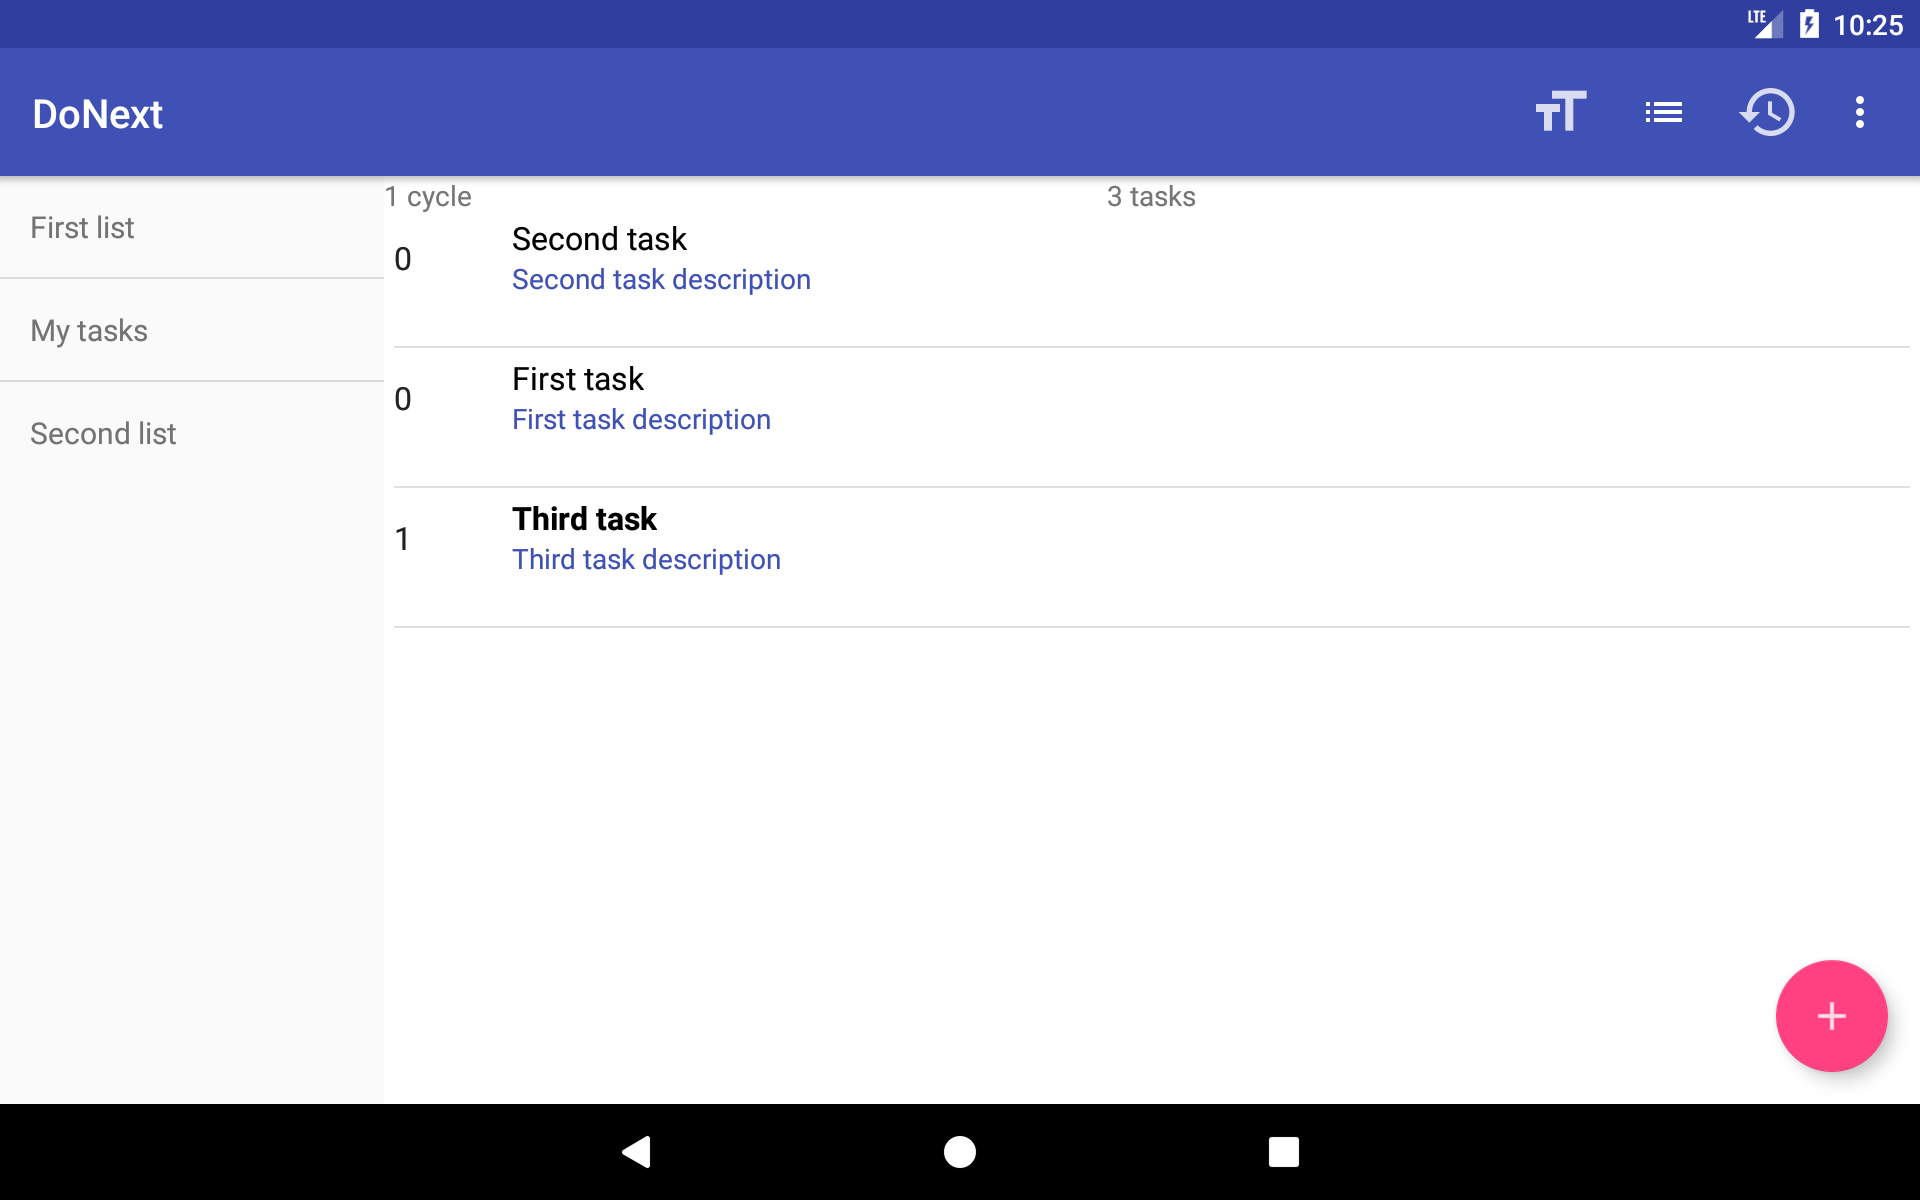 LTE 10:25
DoNext
First list
My tasks
Second list
1 cycle 3 tasks
0 Second task
Second task description
0 First task
First task description
1 Third task
Third task description